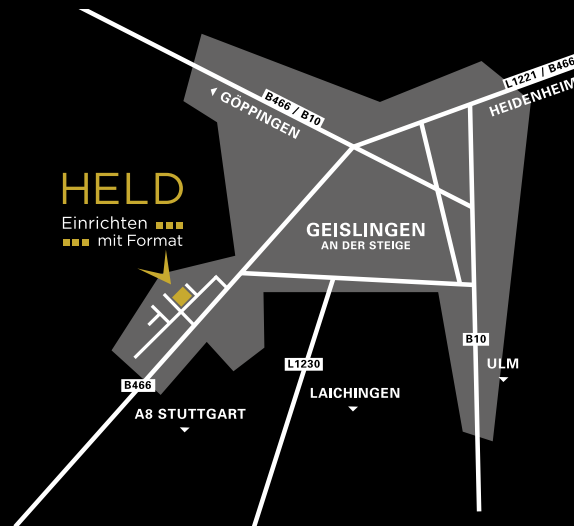 L1221 / B466
HEIDENHEIM
B466 / B10
GÖPPINGEN
HELD
Einrichten
mit Format
GEISLINGEN
AN DER STEIGE
B10
ULM
L1230
LAICHINGEN
B466
A8 STUTTGART